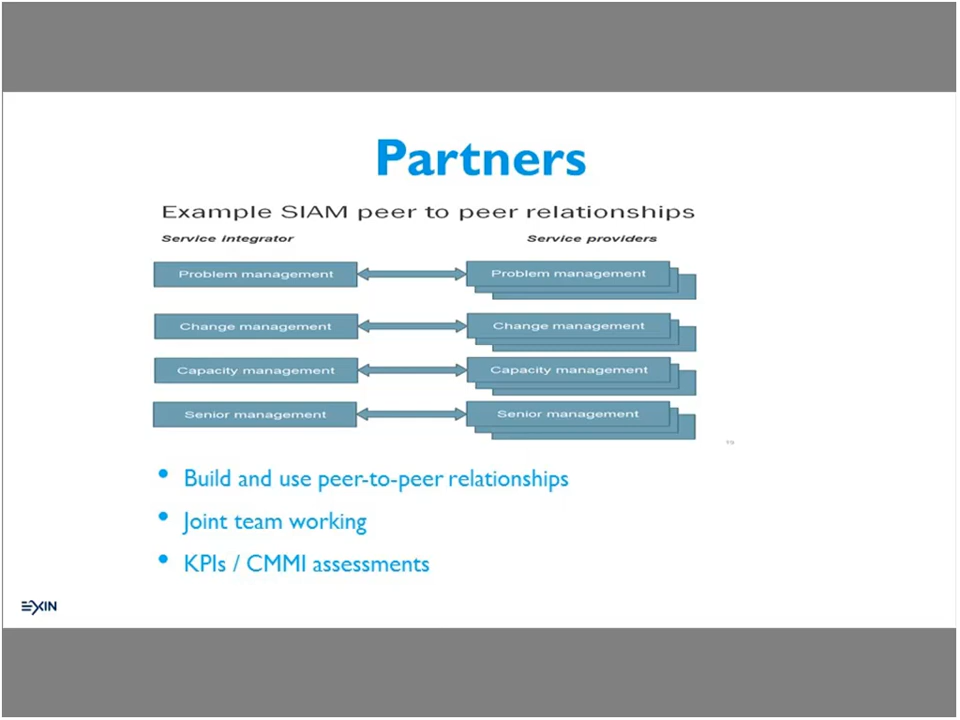 Partners
Example SIAM peer to peer relationships
Service integrator Service providers
Problem management Problem management
Change management Change management
Capacity management Capacity management
Senior management Senior management
• Build and use peer-to-peer relationships
• Joint team working
• KPIs / CMMI assessments
EXIN